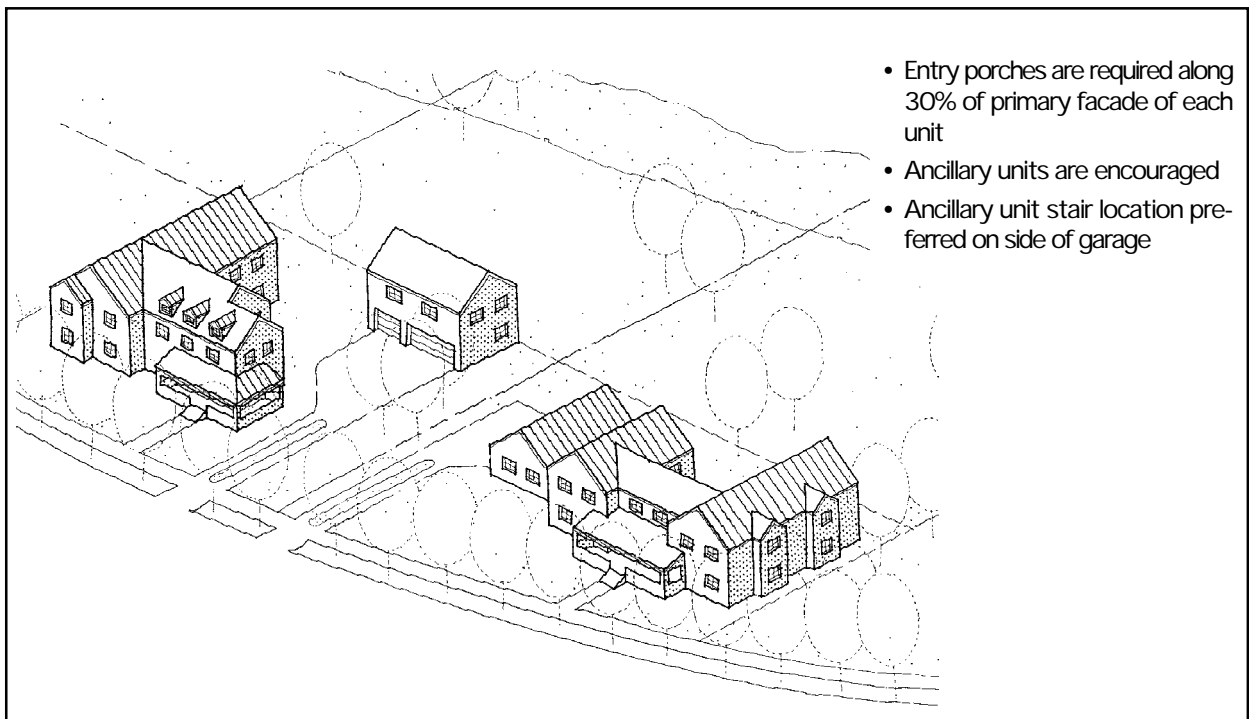 • Entry porches are required along
30% of primary facade of each
unit
• Ancillary units are encouraged
• Ancillary unit stair location pre-
ferred on side of garage